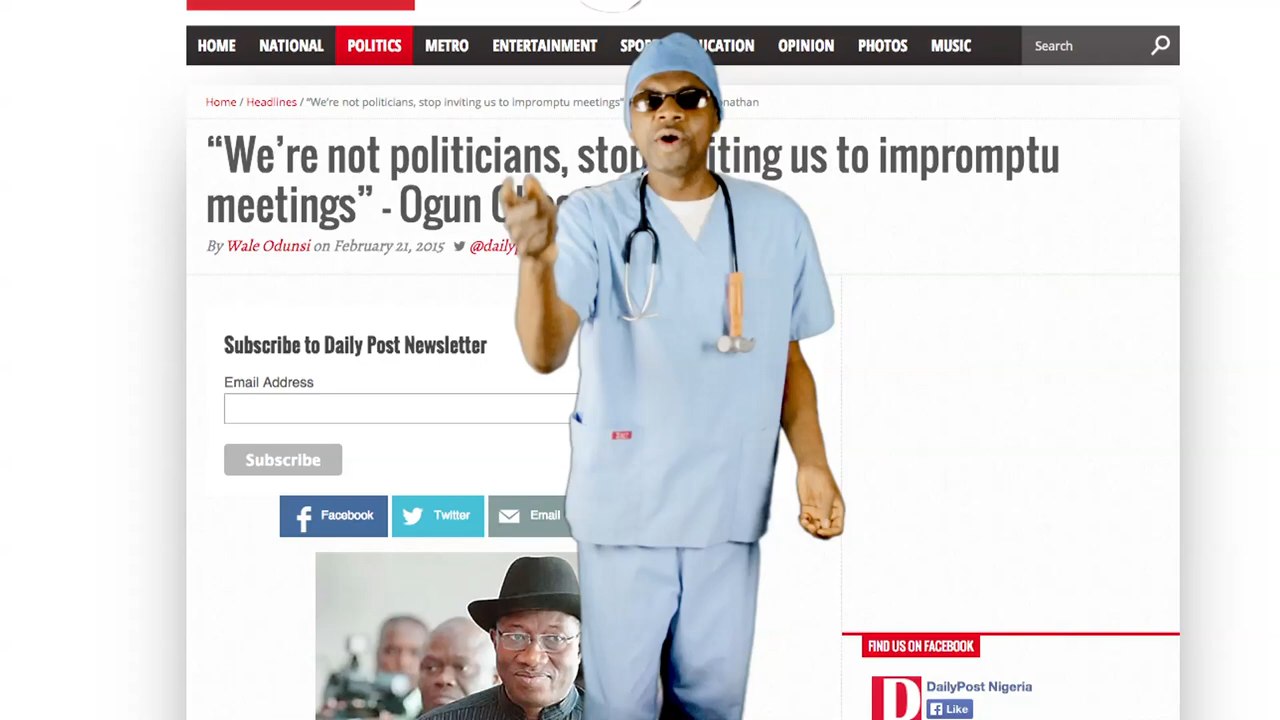 HOME NATIONAL POLITICS METRO ENTERTAINMENT OPINION PHOTOS MUSIC Search
Home / Headlines / “We’re not politicians, stop inviting us to impromptu meetings”
“We’re not politicians, us to impromptu
meetings” - Ogun
By Wale Odunsi on February 21, 2015
Subscribe to Daily Post Newsletter
Email Address
Subscribe
Facebook Twitter Email
FIND US ON FACEBOOK
D
DailyPost Nigeria
Like